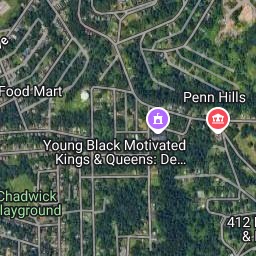 Food Mart
Penn Hills
Young Black Motivated
Kings & Queens: De...
Chadwick
layground
412
&